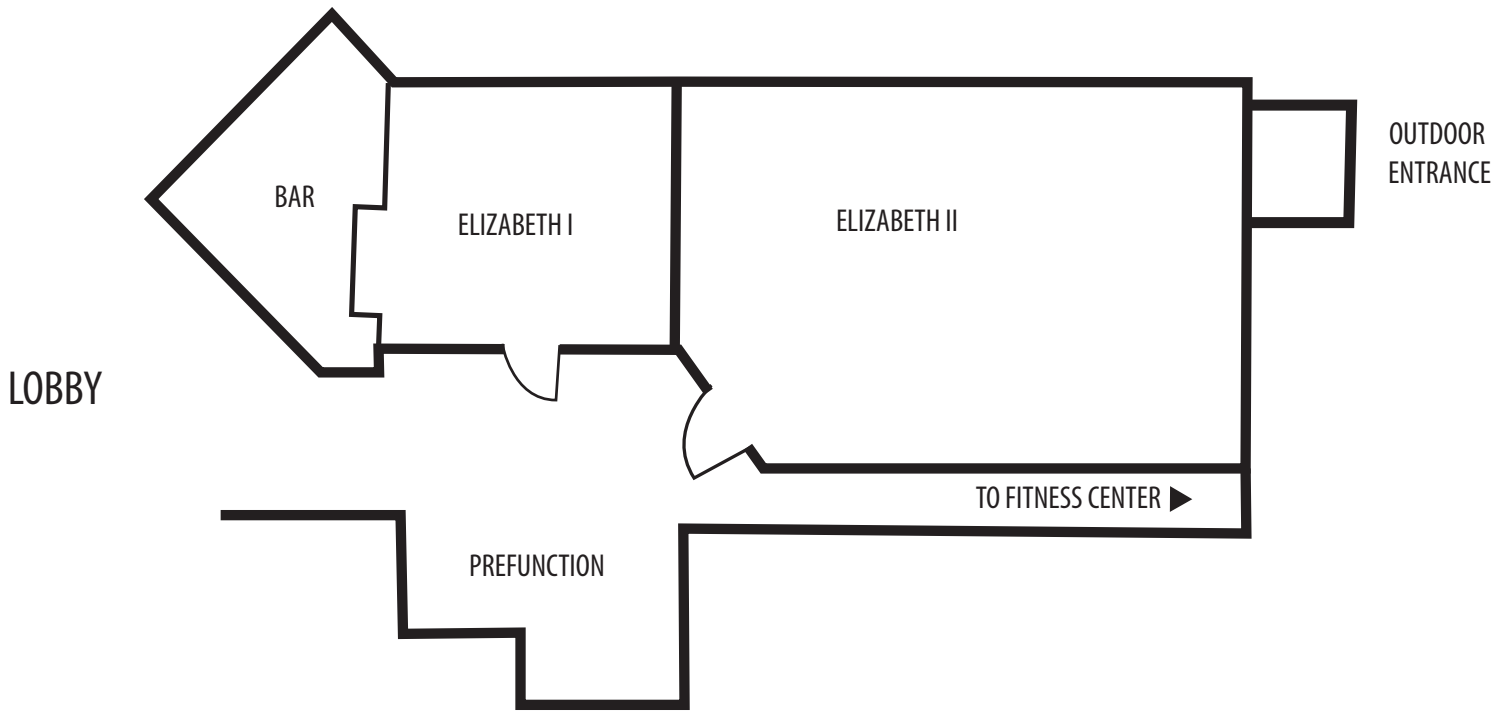 OUTDOOR
ENTRANCE
BAR
ELIZABETH I
ELIZABETH II
LOBBY
TO FITNESS CENTER
PREFUNCTION